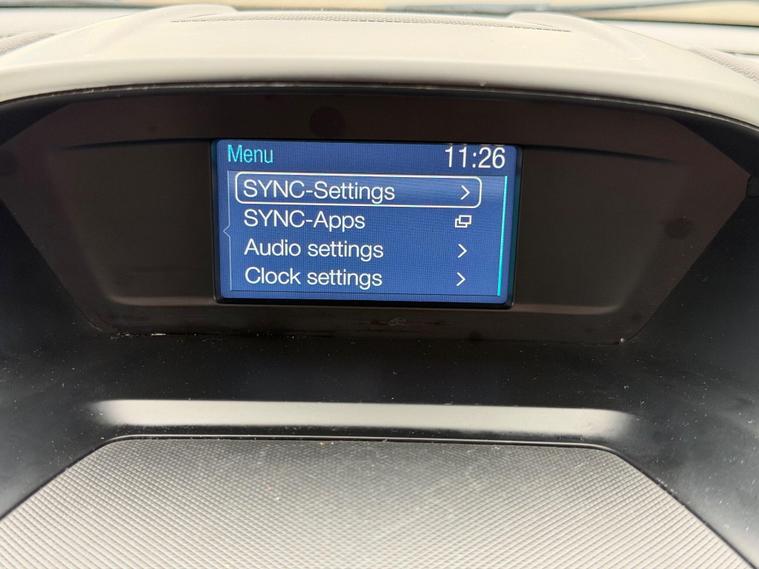 Menu 11:26
SYNC-Settings
SYNC-Apps
Audio settings
Clock settings